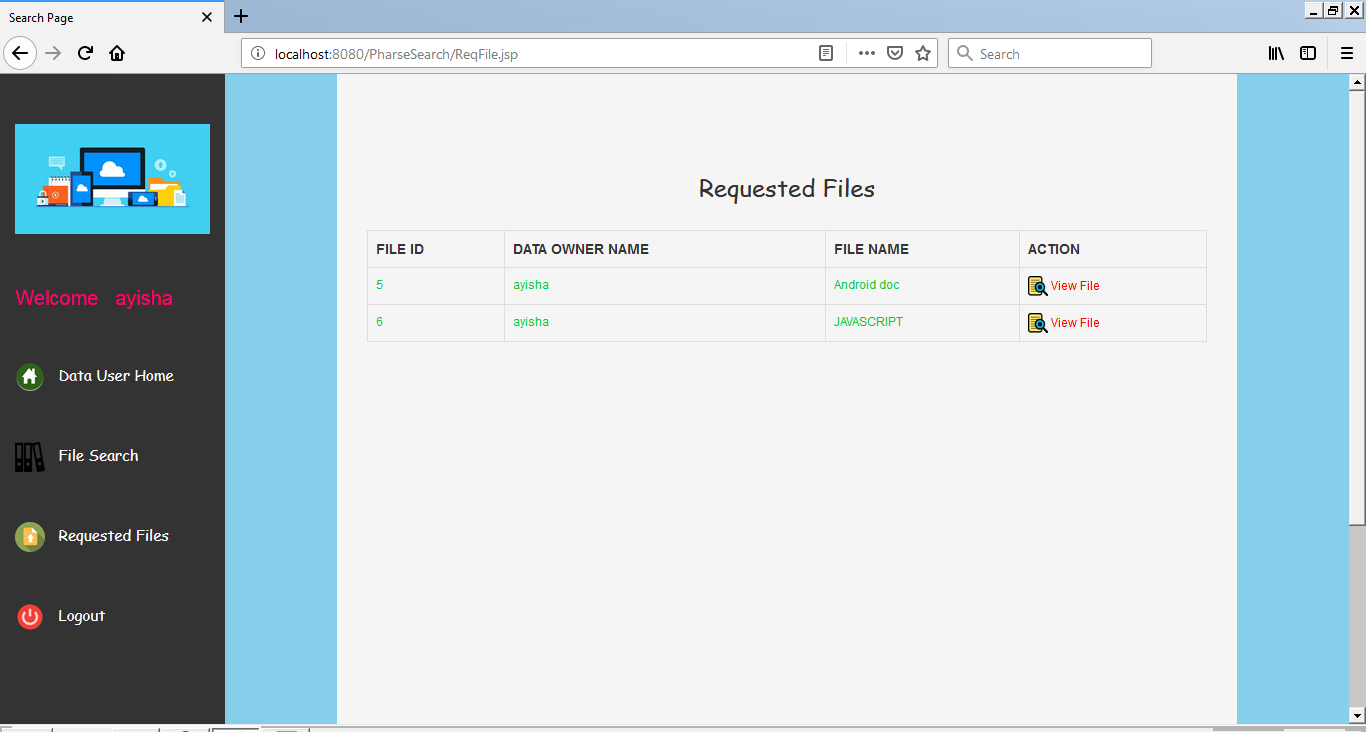 Search Page
localhost:8080/PharseSearch/ReqFile.jsp
Search
Welcome ayisha
Data User Home
File Search
Requested Files
Logout
Requested Files
FILE ID DATA OWNER NAME FILE NAME ACTION
5 ayisha Android doc View File
6 ayisha JAVASCRIPT View File